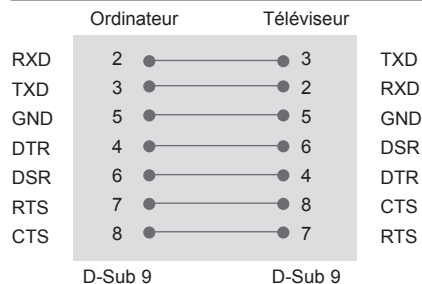 Ordinateur Téléviseur
RXD 2 3 TXD
TXD 3 2 RXD
GND 5 5 GND
DTR 4 6 DSR
DSR 6 4 DTR
RTS 7 8 CTS
CTS 8 7 RTS
D-Sub 9 D-Sub 9